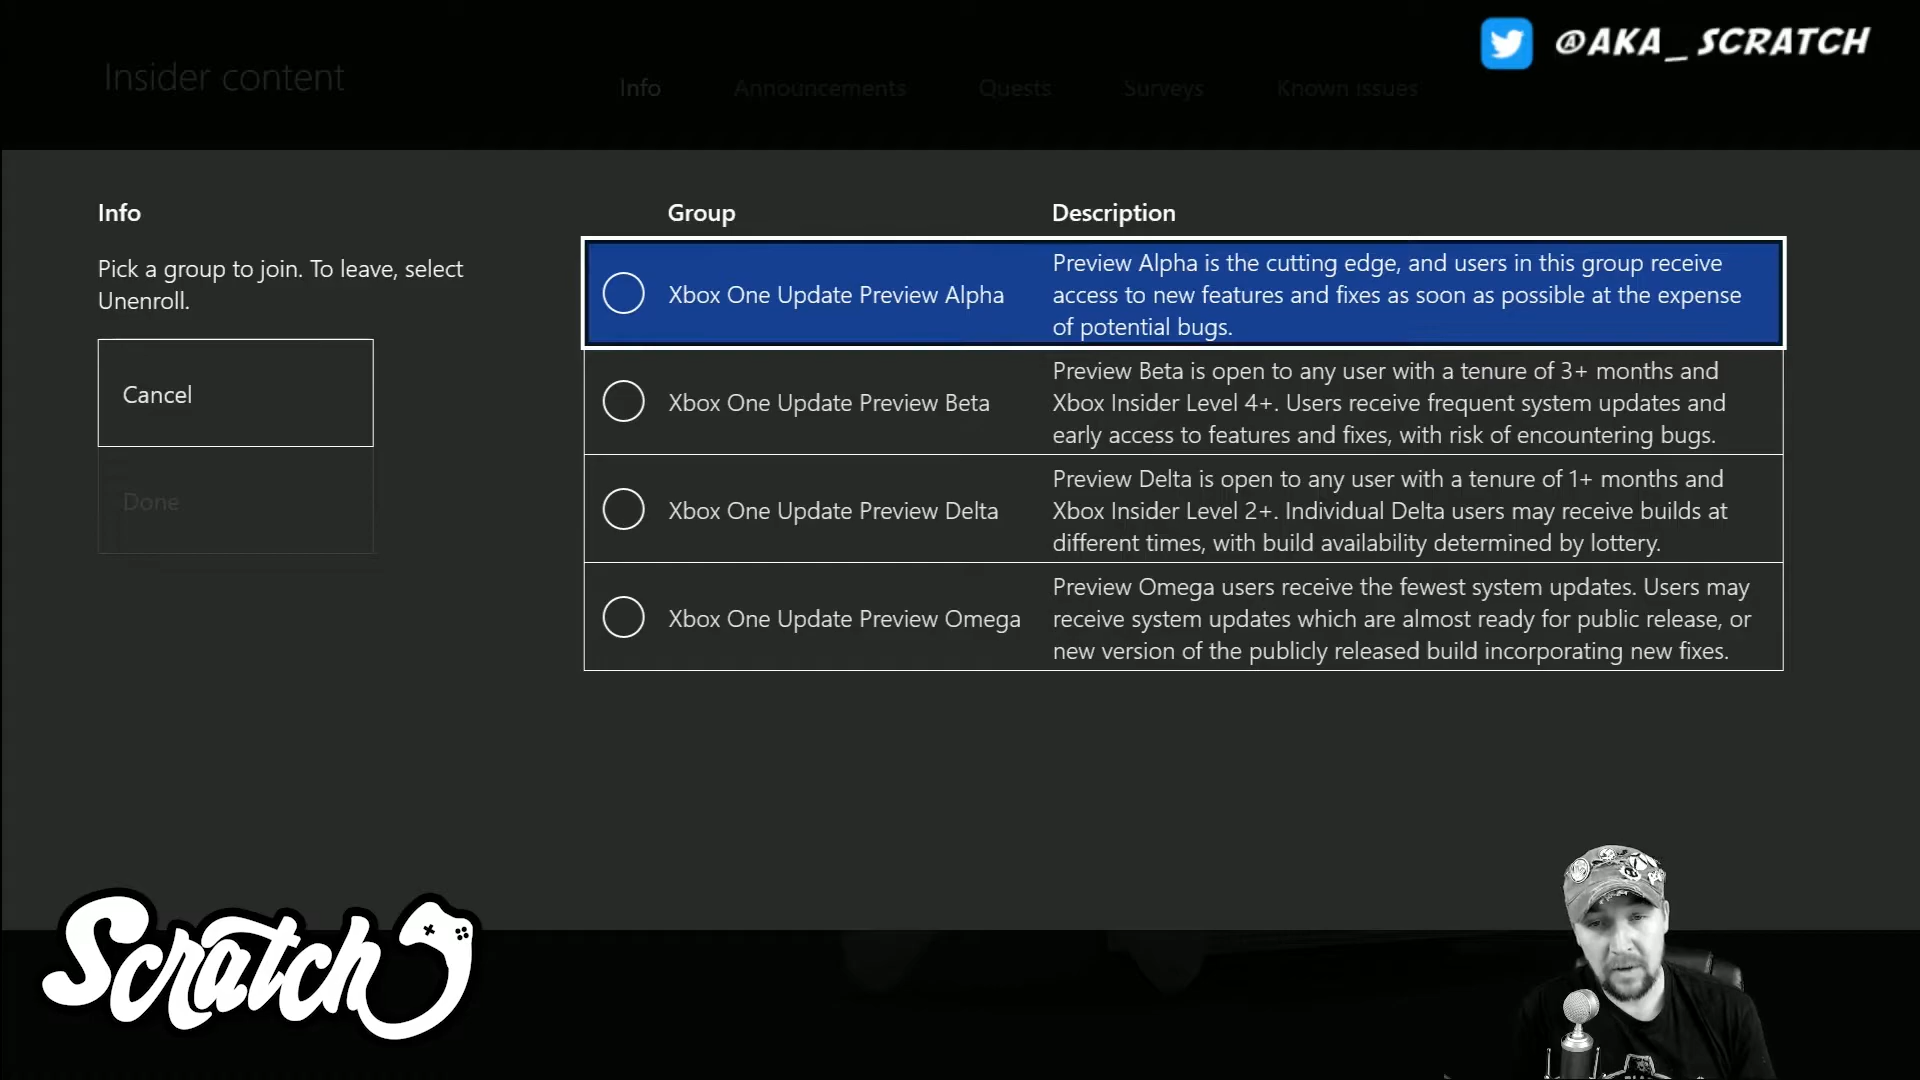 @AKA_SCRATCH
Insider content
Info
Announcements
Quests
Surveys
Known issues
Info
Pick a group to join. To leave, select
Unenroll.
Cancel
Done
Group
Description
Xbox One Update Preview Alpha
Preview Alpha is the cutting edge, and users in this group receive
access to new features and fixes as soon as possible at the expense
of potential bugs.
Xbox One Update Preview Beta
Preview Beta is open to any user with a tenure of 3+ months and
Xbox Insider Level 4+. Users receive frequent system updates and
early access to features and fixes, with risk of encountering bugs.
Xbox One Update Preview Delta
Preview Delta is open to any user with a tenure of 1+ months and
Xbox Insider Level 2+. Individual Delta users may receive builds at
different times, with build availability determined by lottery.
Xbox One Update Preview Omega
Preview Omega users receive the fewest system updates. Users may
receive system updates which are almost ready for public release, or
new version of the publicly released build incorporating new fixes.
Scratch